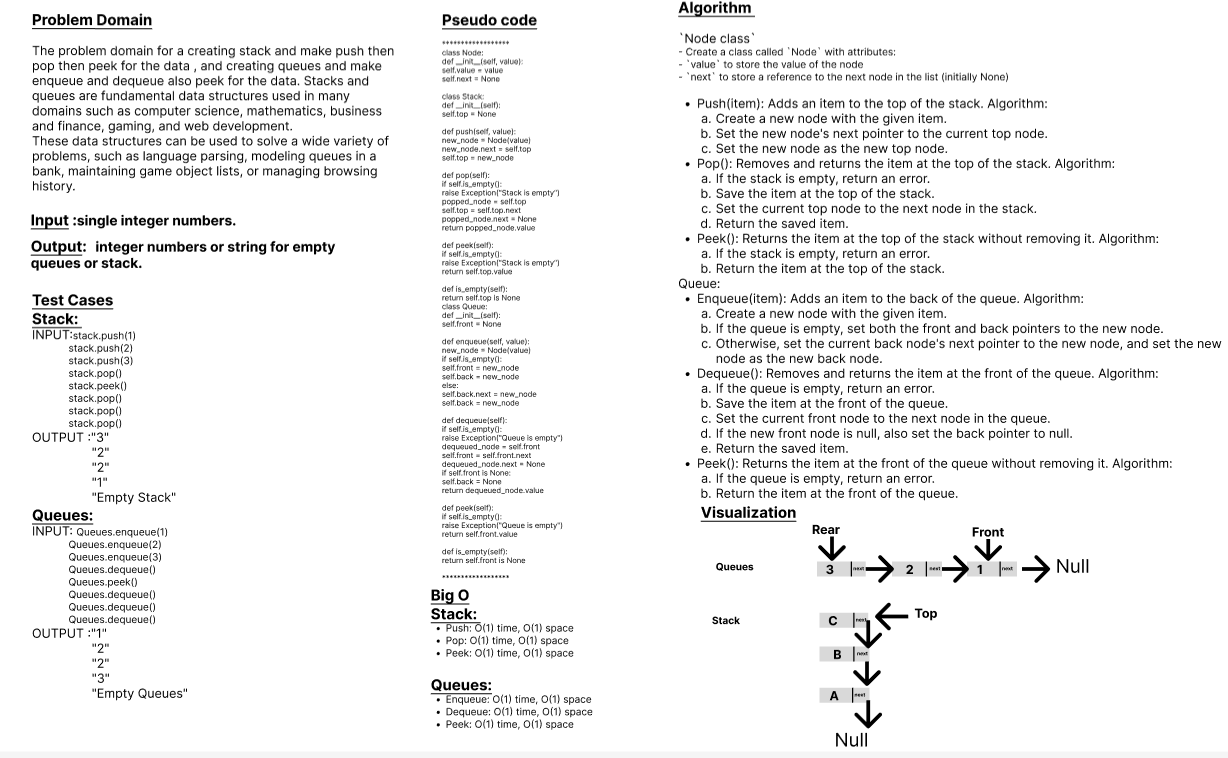 Problem Domain
The problem domain for a creating stack and make push then
pop then peek for the data , and creating queues and make
enqueue and dequeue also peek for the data. Stacks and
queues are fundamental data structures used in many
domains such as computer science, mathematics, business
and finance, gaming, and web development.
These data structures can be used to solve a wide variety of
problems, such as language parsing, modeling queues in a
bank, maintaining game object lists, or managing browsing
history.
Input :single integer numbers.
Output: integer numbers or string for empty
queues or stack.
Test Cases
Stack:
INPUT:stack.push(1)
stack.push(2)
stack.push(3)
stack.pop()
stack.peek()
stack.pop()
stack.pop()
stack.pop()
OUTPUT :"3"
"2"
"2"
"1"
"Empty Stack"
Queues:
INPUT: Queues.enqueue(1)
Queues.enqueue(2)
Queues.enqueue(3)
Queues.dequeue()
Queues.peek()
Queues.dequeue()
Queues.dequeue()
Queues.dequeue()
OUTPUT :"1"
"2"
"2"
"3"
"Empty Queues"
Pseudo code
******************
class Node:
def __init__(self, value):
self.value = value
self.next = None
class Stack:
def __init__(self):
self.top = None
def push(self, value):
new_node = Node(value)
new_node.next = self.top
self.top = new_node
def pop(self):
if self.is_empty():
raise Exception("Stack is empty")
popped_node = self.top
self.top = self.top.next
popped_node.next = None
return popped_node.value
def peek(self):
if self.is_empty():
raise Exception("Stack is empty")
return self.top.value
def is_empty(self):
return self.top is None
class Queue:
def __init__(self):
self.front = None
def enqueue(self, value):
new_node = Node(value)
if self.is_empty():
self.front = new_node
self.back = new_node
else:
self.back.next = new_node
self.back = new_node
def dequeue(self):
if self.is_empty():
raise Exception("Queue is empty")
dequeued_node = self.front
self.front = self.front.next
dequeued_node.next = None
if self.front is None:
self.back = None
return dequeued_node.value
def peek(self):
if self.is_empty():
raise Exception("Queue is empty")
return self.front.value
def is_empty(self):
return self.front is None
******************
Big O
Stack:
• Push: O(1) time, O(1) space
• Pop: O(1) time, O(1) space
• Peek: O(1) time, O(1) space
Queues:
• Enqueue: O(1) time, O(1) space
• Dequeue: O(1) time, O(1) space
• Peek: O(1) time, O(1) space
Algorithm
`Node class`
- Create a class called `Node` with attributes:
- `value` to store the value of the node
- `next` to store a reference to the next node in the list (initially None)
• Push(item): Adds an item to the top of the stack. Algorithm:
a. Create a new node with the given item.
b. Set the new node's next pointer to the current top node.
c. Set the new node as the new top node.
• Pop(): Removes and returns the item at the top of the stack. Algorithm:
a. If the stack is empty, return an error.
b. Save the item at the top of the stack.
c. Set the current top node to the next node in the stack.
d. Return the saved item.
• Peek(): Returns the item at the top of the stack without removing it. Algorithm:
a. If the stack is empty, return an error.
b. Return the item at the top of the stack.
Queue:
• Enqueue(item): Adds an item to the back of the queue. Algorithm:
a. Create a new node with the given item.
b. If the queue is empty, set both the front and back pointers to the new node.
c. Otherwise, set the current back node's next pointer to the new node, and set the new
node as the new back node.
• Dequeue(): Removes and returns the item at the front of the queue. Algorithm:
a. If the queue is empty, return an error.
b. Save the item at the front of the queue.
c. Set the current front node to the next node in the queue.
d. If the new front node is null, also set the back pointer to null.
e. Return the saved item.
• Peek(): Returns the item at the front of the queue without removing it. Algorithm:
a. If the queue is empty, return an error.
b. Return the item at the front of the queue.
Visualization
Rear Front
Queues 3 next 2 next 1 next Null
Stack C next Top
B next
A next
Null